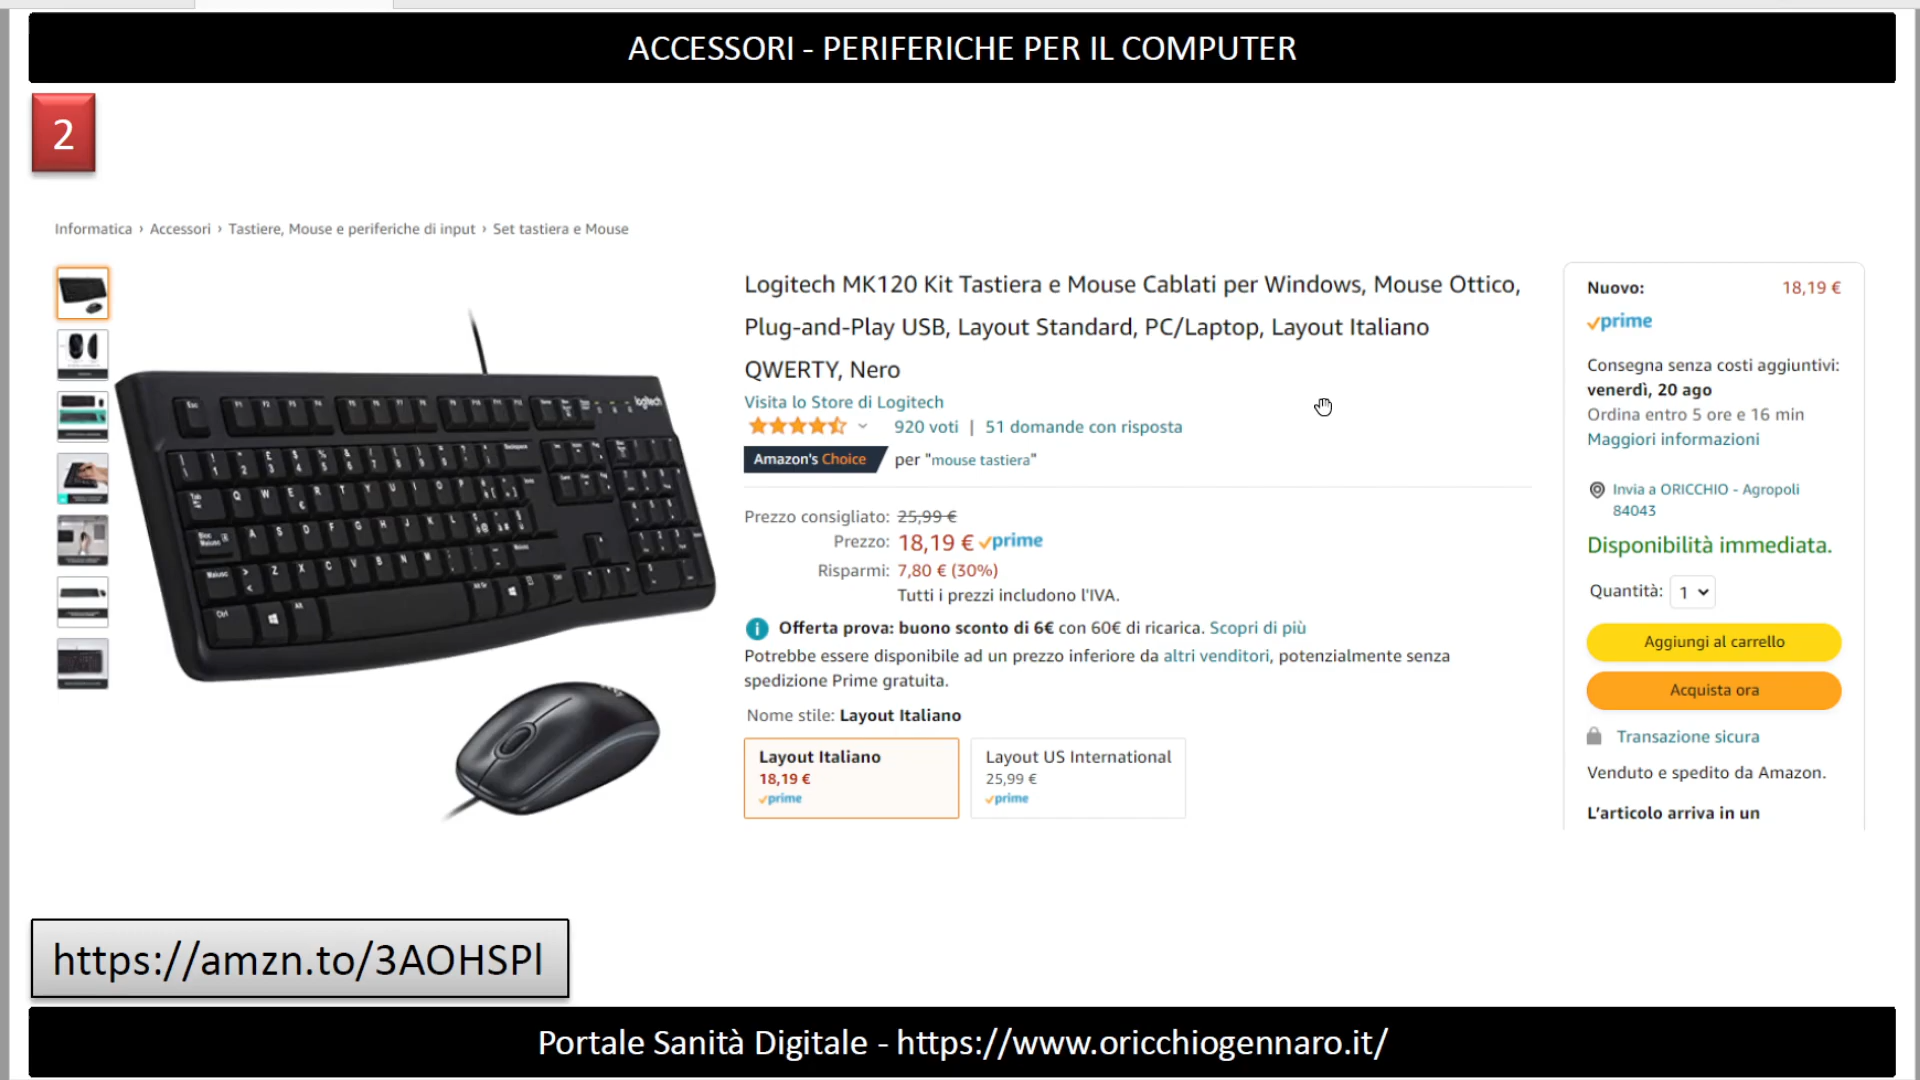 ACCESSORI - PERIFERICHE PER IL COMPUTER
2
Informatica › Accessori › Tastiere, Mouse e periferiche di input › Set tastiera e Mouse
Logitech MK120 Kit Tastiera e Mouse Cablati per Windows, Mouse Ottico,
Plug-and-Play USB, Layout Standard, PC/Laptop, Layout Italiano
QWERTY, Nero
Visita lo Store di Logitech
920 voti | 51 domande con risposta
Amazon's Choice per "mouse tastiera"
Prezzo consigliato: 25,99 €
Prezzo: 18,19 € prime
Risparmi: 7,80 € (30%)
Tutti i prezzi includono l'IVA.
Offerta prova: buono sconto di 6€ con 60€ di ricarica. Scopri di più
Potrebbe essere disponibile ad un prezzo inferiore da altri venditori, potenzialmente senza
spedizione Prime gratuita.
Nome stile: Layout Italiano
Layout Italiano
18,19 €
prime
Layout US International
25,99 €
prime
Nuovo: 18,19 €
prime
Consegna senza costi aggiuntivi:
venerdì, 20 ago
Ordina entro 5 ore e 16 min
Maggiori informazioni
Invia a ORICCHIO - Agropoli
84043
Disponibilità immediata.
Quantità: 1
Aggiungi al carrello
Acquista ora
Transazione sicura
Venduto e spedito da Amazon.
L'articolo arriva in un
logitech
https://amzn.to/3AOHSPl
Portale Sanità Digitale - https://www.oricchiogennaro.it/